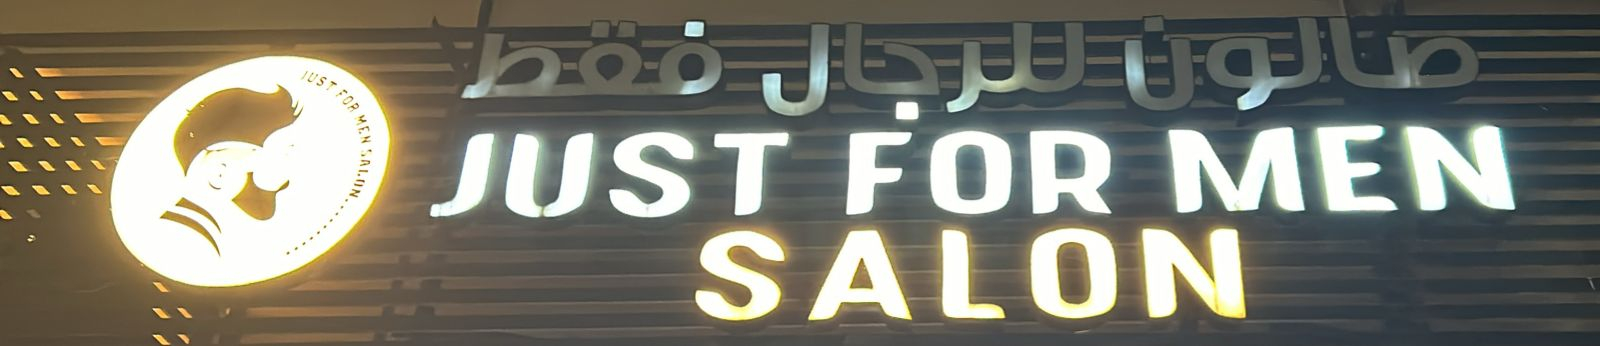 صالون للرجال فقط
JUST FOR MEN
SALON
JUST FOR MEN SALON......